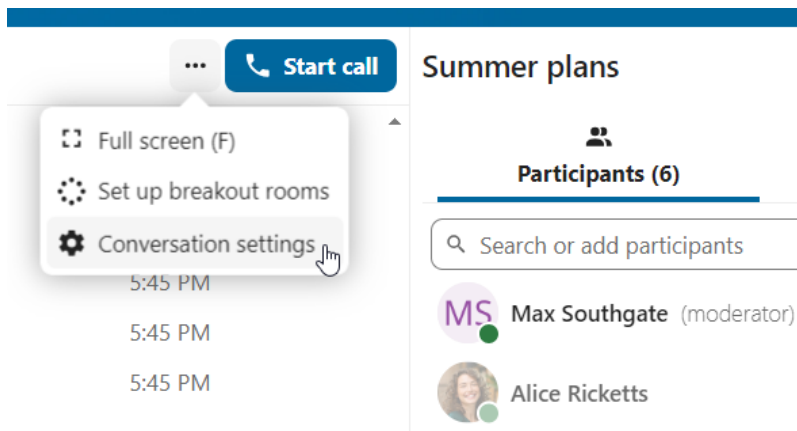 ... Start call
Summer plans
Full screen (F)
Set up breakout rooms
Conversation settings
5:45 PM
5:45 PM
5:45 PM
Participants (6)
Search or add participants
MS Max Southgate (moderator)
Alice Ricketts